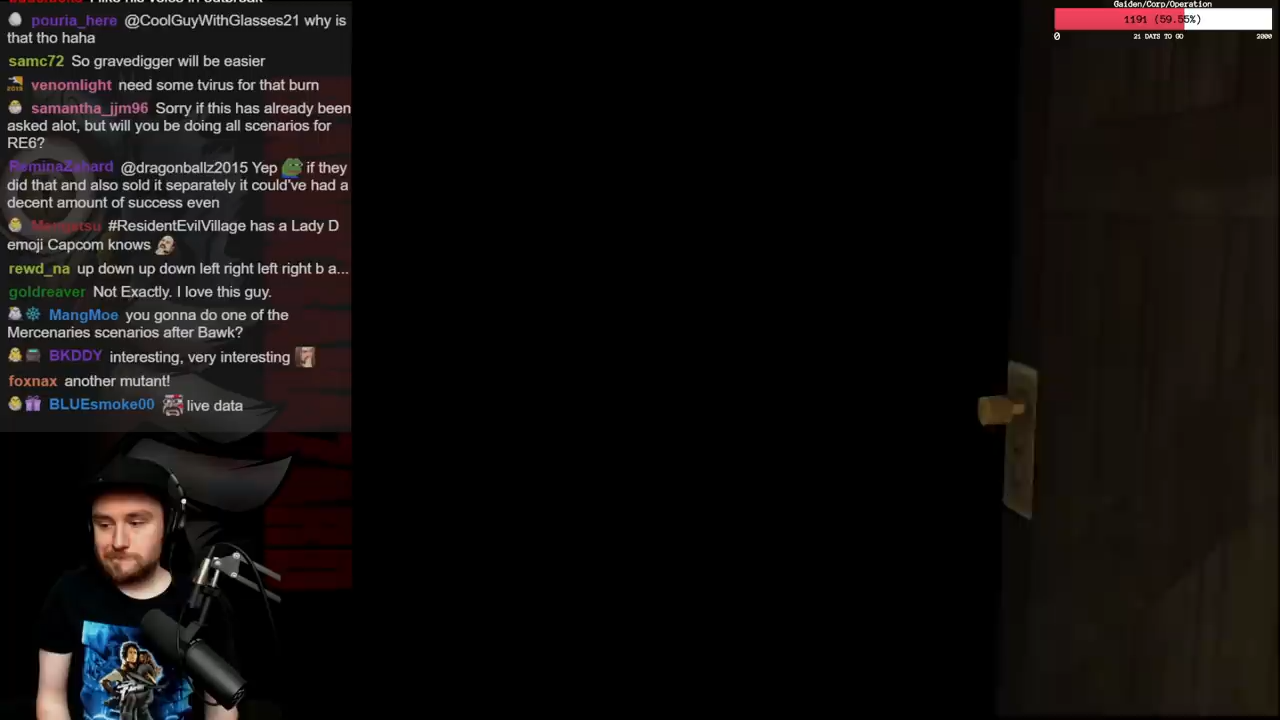 Gaiden/Corp/Operation
1191 (59.55%)
0 21 DAYS TO GO 2000
pouria_here @CoolGuyWithGlasses21 why is
that tho haha
samc72 So gravedigger will be easier
venomlight need some tvirus for that burn
samantha_jjm96 Sorry if this has already been
asked alot, but will you be doing all scenarios for
RE6?
@dragonballz2015 Yep if they
did that and also sold it separately it could've had a
decent amount of success even
#ResidentEvilVillage has a Lady D
emoji Capcom knows
rewd_na up down up down left right left right b a...
goldreaver Not Exactly. I love this guy.
MangMoe you gonna do one of the
Mercenaries scenarios after Bawk?
BKDDY interesting, very interesting
foxnax another mutant!
BLUEsmoke00 live data